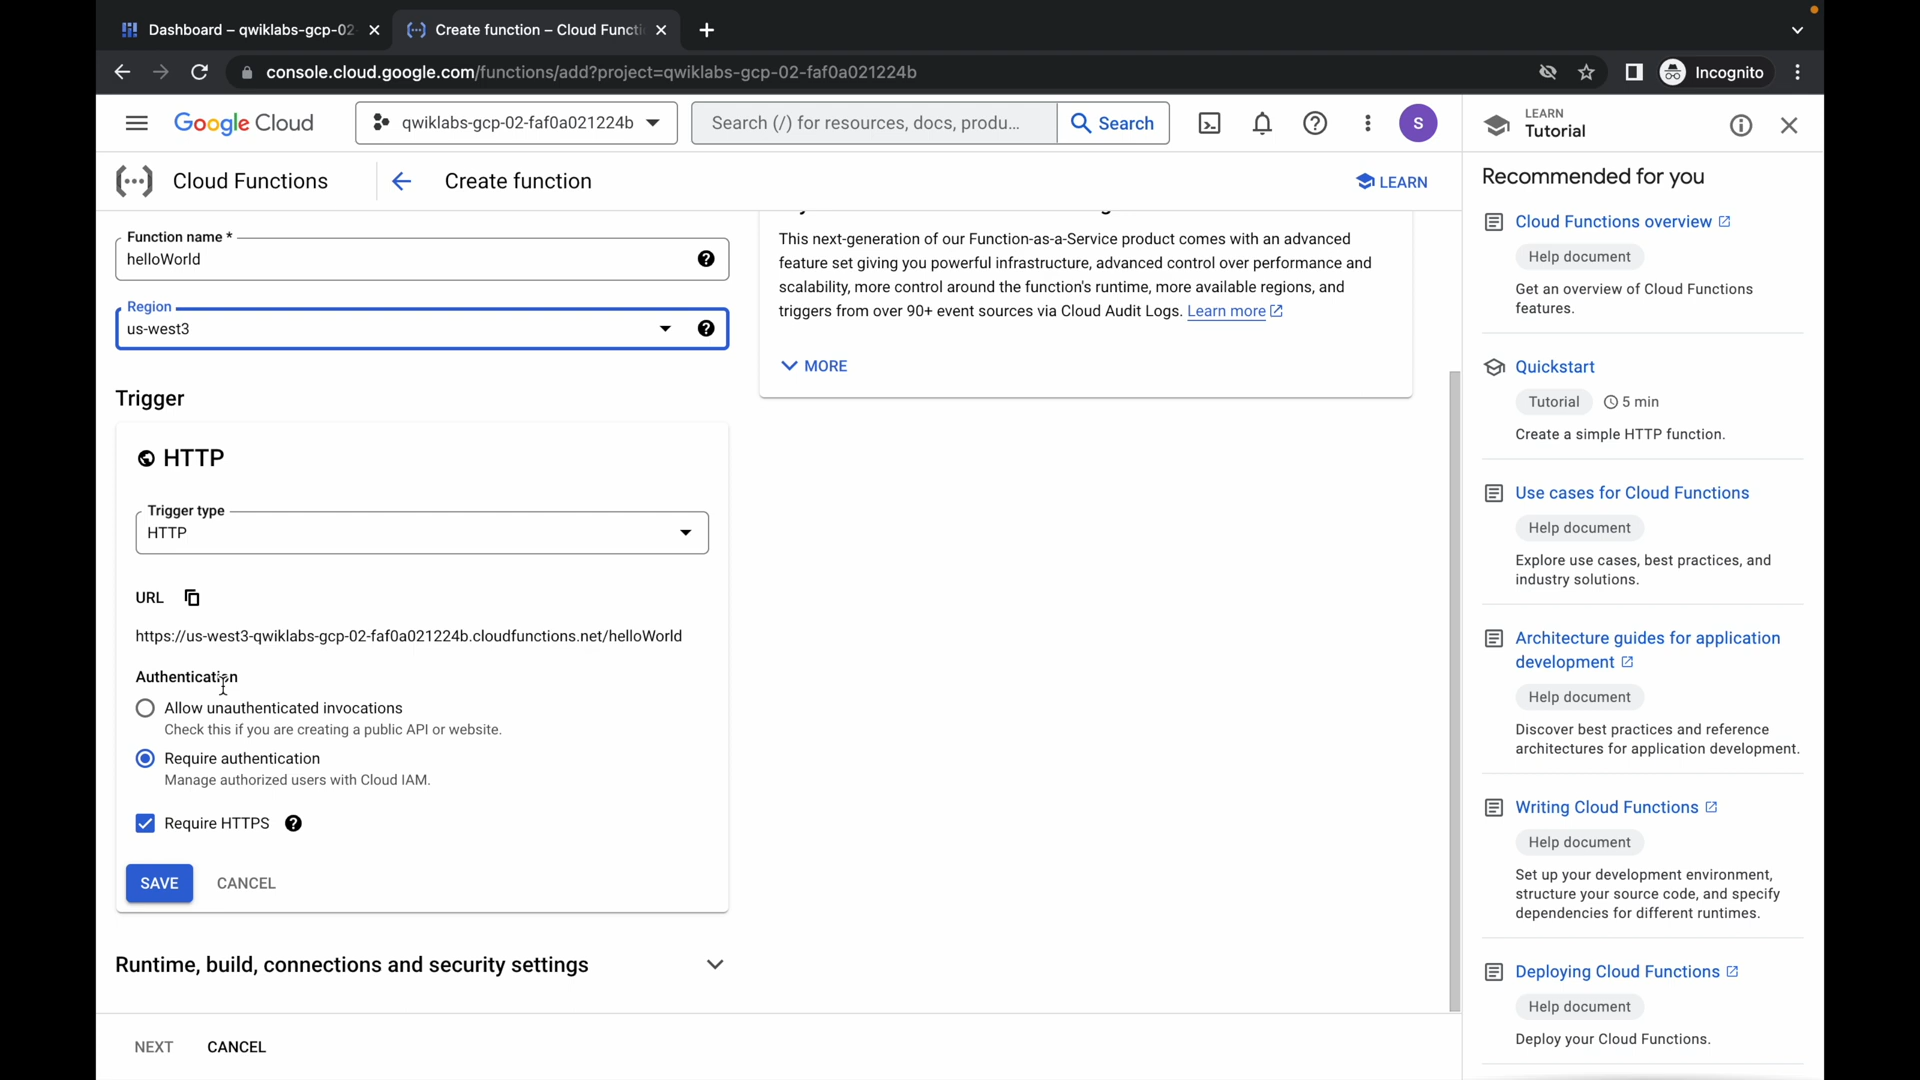 Dashboard – qwiklabs-gcp-02
Create function – Cloud Functi
console.cloud.google.com/functions/add?project=qwiklabs-gcp-02-faf0a021224b
Incognito
Google Cloud
qwiklabs-gcp-02-faf0a021224b
Search (/) for resources, docs, produ...
Search
S
LEARN
Tutorial
Cloud Functions
Create function
LEARN
Function name *
helloWorld
Region
us-west3
Trigger
HTTP
Trigger type
HTTP
URL
https://us-west3-qwiklabs-gcp-02-faf0a021224b.cloudfunctions.net/helloWorld
Authentication
Allow unauthenticated invocations
Check this if you are creating a public API or website.
Require authentication
Manage authorized users with Cloud IAM.
Require HTTPS
SAVE
CANCEL
Runtime, build, connections and security settings
NEXT
CANCEL
This next-generation of our Function-as-a-Service product comes with an advanced
feature set giving you powerful infrastructure, advanced control over performance and
scalability, more control around the function's runtime, more available regions, and
triggers from over 90+ event sources via Cloud Audit Logs. Learn more
MORE
Recommended for you
Cloud Functions overview
Help document
Get an overview of Cloud Functions
features.
Quickstart
Tutorial
5 min
Create a simple HTTP function.
Use cases for Cloud Functions
Help document
Explore use cases, best practices, and
industry solutions.
Architecture guides for application
development
Help document
Discover best practices and reference
architectures for application development.
Writing Cloud Functions
Help document
Set up your development environment,
structure your source code, and specify
dependencies for different runtimes.
Deploying Cloud Functions
Help document
Deploy your Cloud Functions.